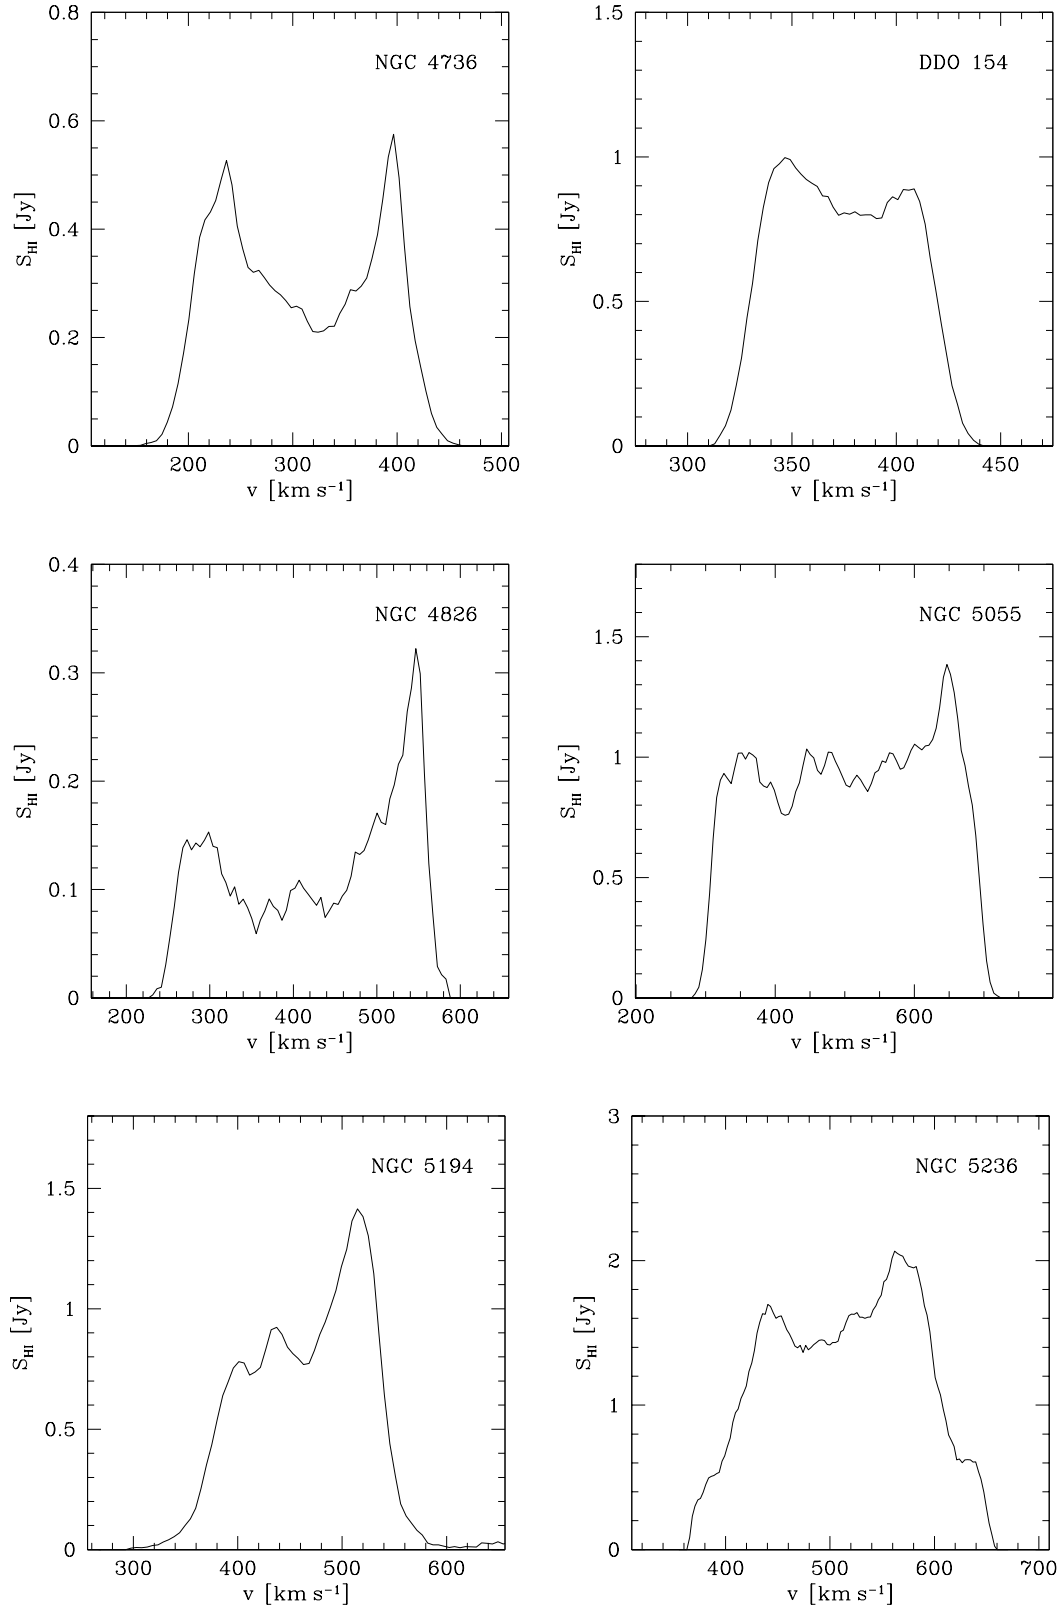 NGC 4736
0.8
0.6
0.4
0.2
0
S_HI [Jy]
200 300 400 500
v [km s⁻¹]
DDO 154
1.5
1
0.5
0
S_HI [Jy]
300 350 400 450
v [km s⁻¹]
NGC 4826
0.4
0.3
0.2
0.1
0
S_HI [Jy]
200 300 400 500 600
v [km s⁻¹]
NGC 5055
1.5
1
0.5
0
S_HI [Jy]
200 400 600
v [km s⁻¹]
NGC 5194
1.5
1
0.5
0
S_HI [Jy]
300 400 500 600
v [km s⁻¹]
NGC 5236
3
2
1
0
S_HI [Jy]
400 500 600 700
v [km s⁻¹]